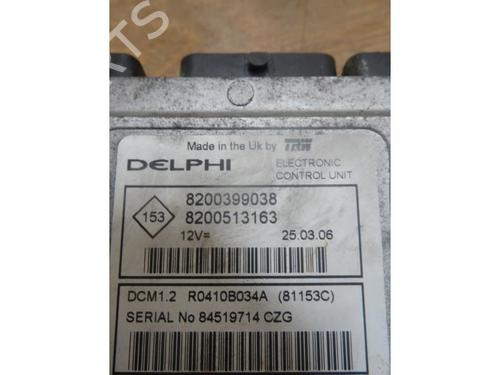 PARTS
Made in the Uk by TRW
DELPHI ELECTRONIC
CONTROL UNIT
8200399038
153 8200513163
12V= 25.03.06
DCM1.2 R0410B034A (81153C)
SERIAL No 84519714 CZG